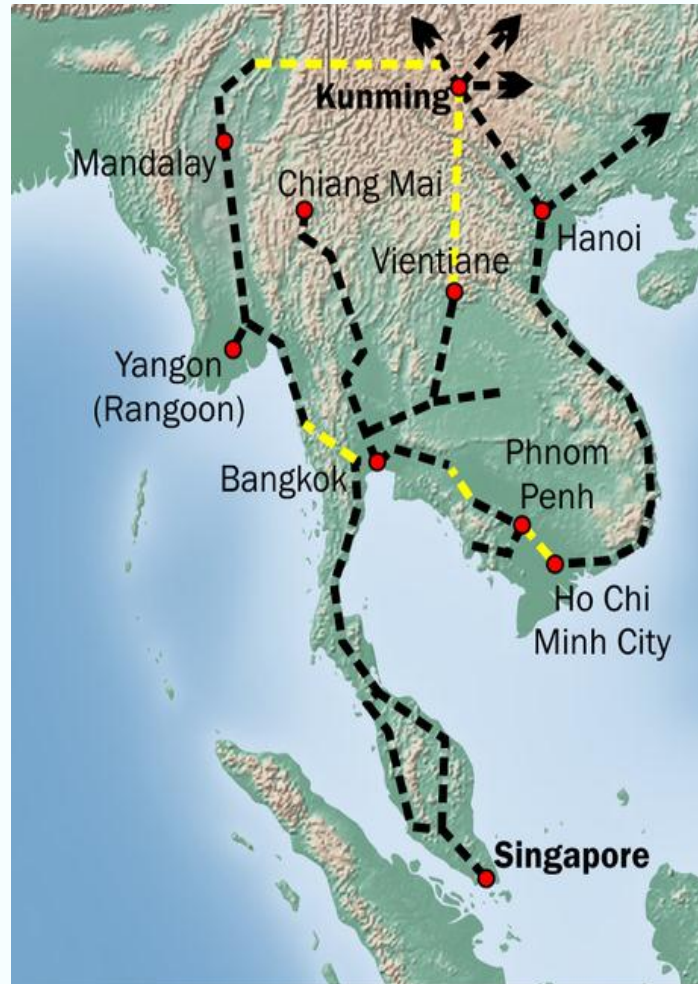 Kunming
Mandalay
Chiang Mai
Hanoi
Vientiane
Yangon
(Rangoon)
Bangkok
Phnom
Penh
Ho Chi
Minh City
Singapore